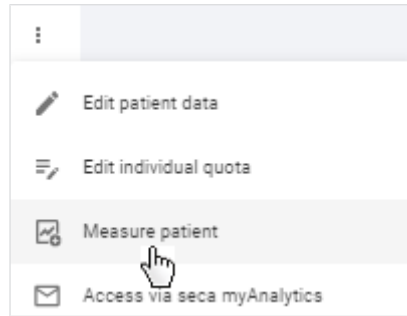 Edit patient data
Edit individual quota
Measure patient
Access via seca myAnalytics